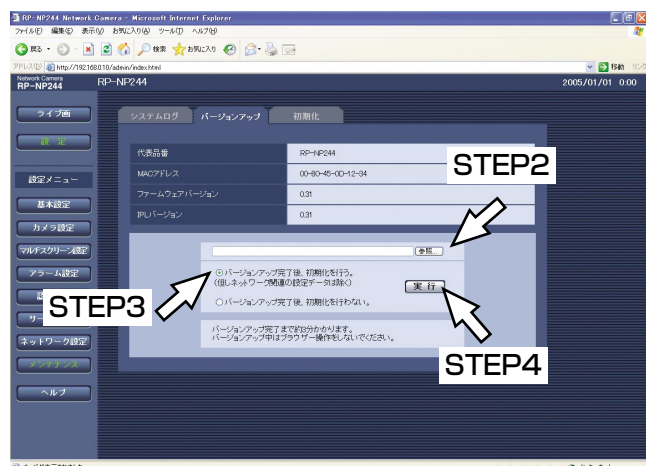 RP-NP244 Network Camera - Microsoft Internet Explorer
ファイル(F) 編集(E) 表示(V) お気に入り(A) ツール(T) ヘルプ(H)
戻る 検索 お気に入り
アドレス(D) http://192.168.0.10/admin/index.html 移動 リンク
Network Camera
RP-NP244
RP-NP244
2005/01/01 0:00
ライブ画
設 定
設定メニュー
基本設定
カメラ設定
マルチスクリーン設定
アラーム設定
ネットワーク設定
メンテナンス
ヘルプ
システムログ バージョンアップ 初期化
代表品番 RP-NP244
MACアドレス 00-80-45-0D-12-34
ファームウェアバージョン 0.31
IPLバージョン 0.31
STEP2
参照...
バージョンアップ完了後、初期化を行う。
(但しネットワーク関連の設定データは除く)
実 行
STEP3
バージョンアップ完了後、初期化を行わない。
バージョンアップ完了まで約3分かかります。
バージョンアップ中はブラウザー操作をしないでください。
STEP4